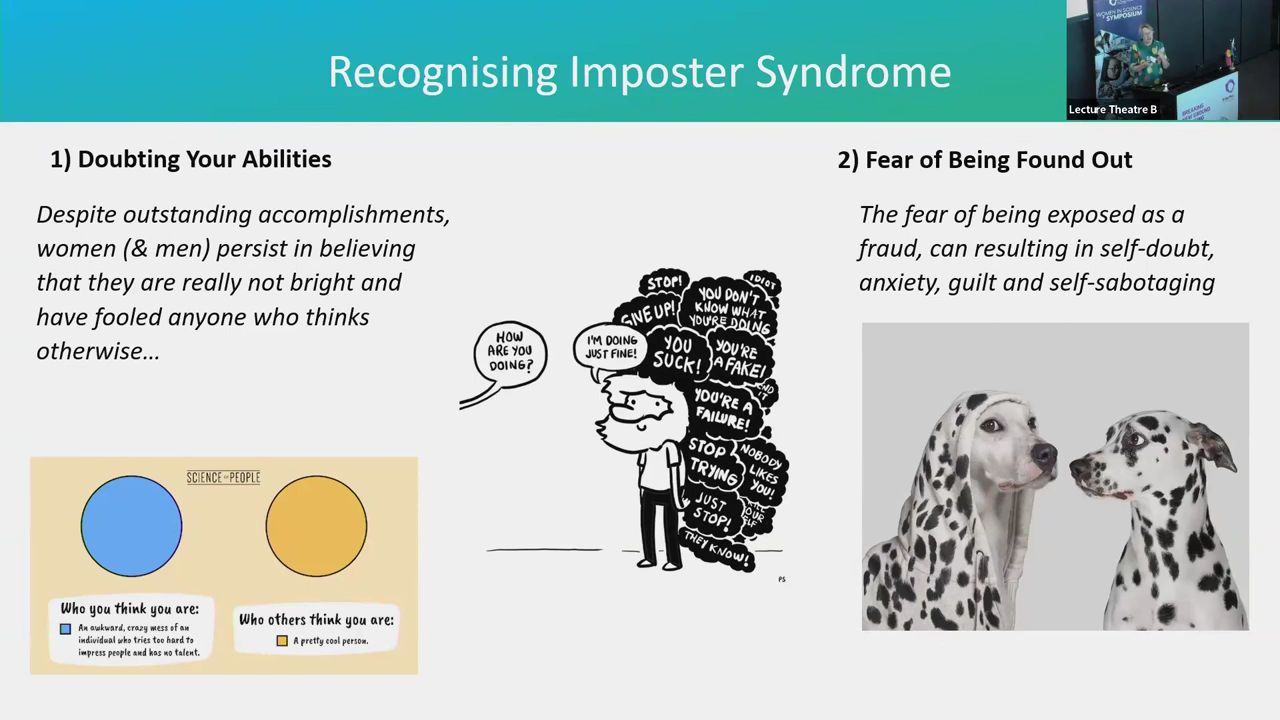 Recognising Imposter Syndrome
WOMEN IN SCIENCE
SYMPOSIUM
Lecture Theatre B
1) Doubting Your Abilities
Despite outstanding accomplishments,
women (& men) persist in believing
that they are really not bright and
have fooled anyone who thinks
otherwise…
SCIENCE OF PEOPLE
Who you think you are:
An awkward, crazy mess of an
individual who tries too hard to
impress people and has no talent.
Who others think you are:
A pretty cool person.
HOW
ARE YOU
DOING?
I'M DOING
JUST FINE!
STOP!
IDIOT
GIVE UP!
YOU DON'T
KNOW WHAT
YOU'RE DOING
YOU
SUCK!
YOU'RE
A FAKE!
YOU'RE A
FAILURE!
STOP
TRYING
NOBODY
LIKES
YOU!
JUST
STOP!
THEY KNOW!
PS
2) Fear of Being Found Out
The fear of being exposed as a
fraud, can resulting in self-doubt,
anxiety, guilt and self-sabotaging